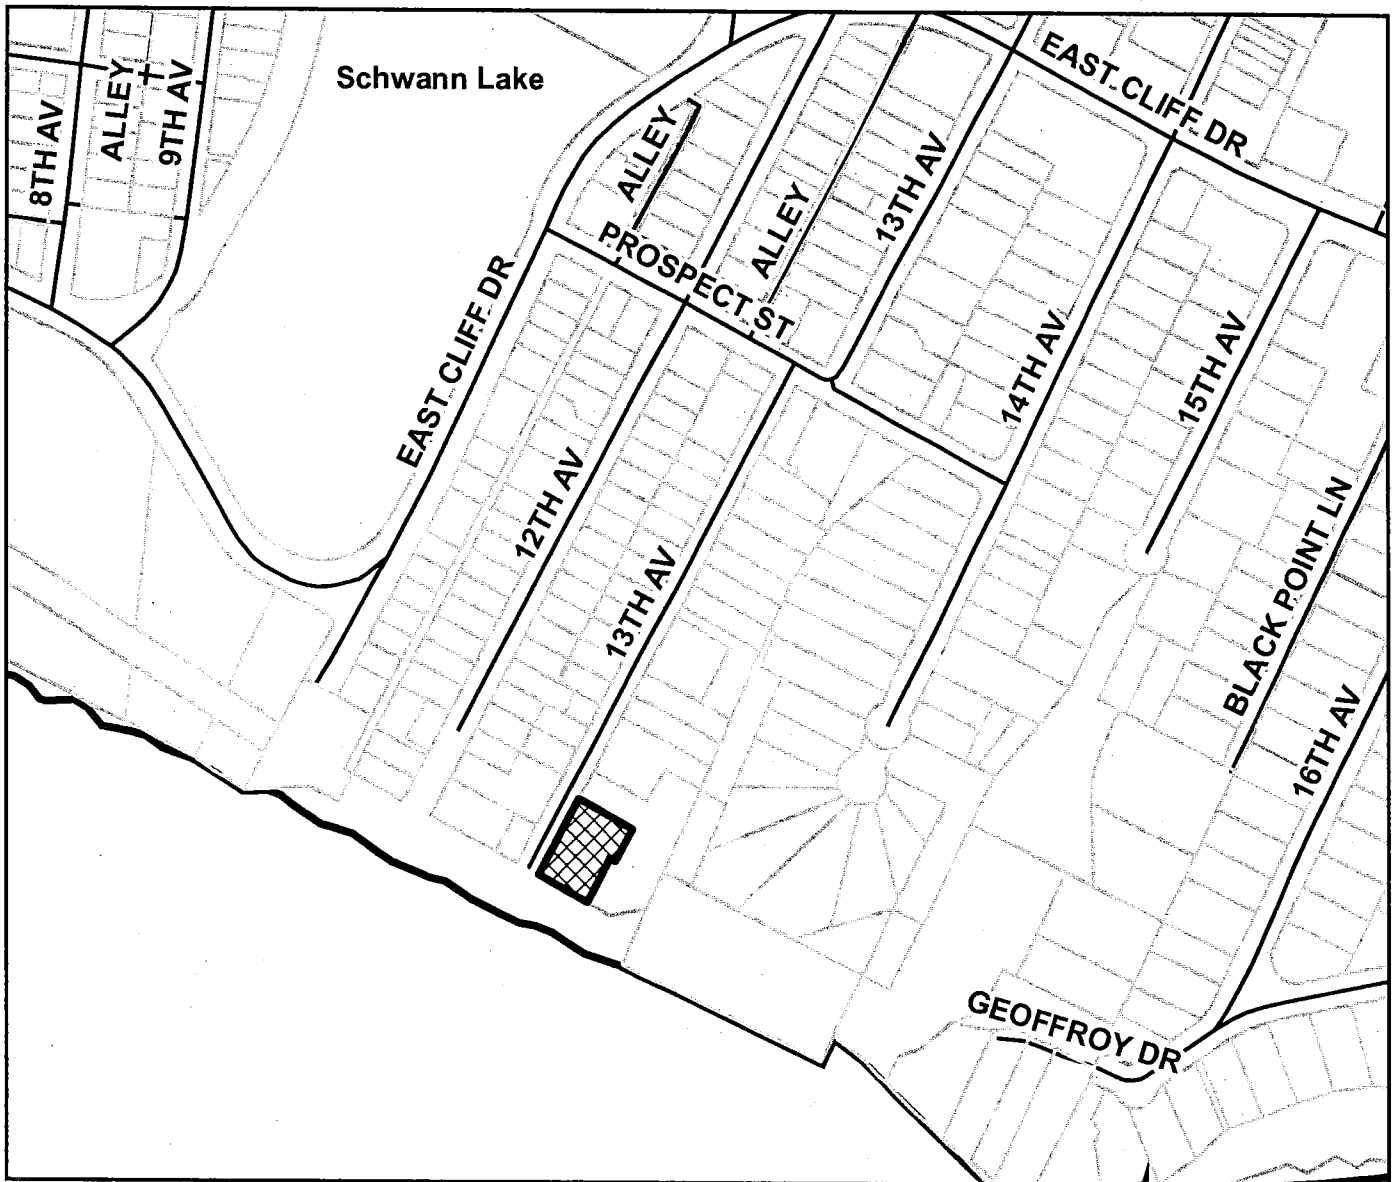 Schwann Lake
EAST CLIFF DR
8TH AV
ALLEY
9TH AV
ALLEY
13TH AV
ALLEY
PROSPECT ST
EAST CLIFF DR
14TH AV
15TH AV
12TH AV
13TH AV
BLACK POINT LN
16TH AV
GEOFFROY DR